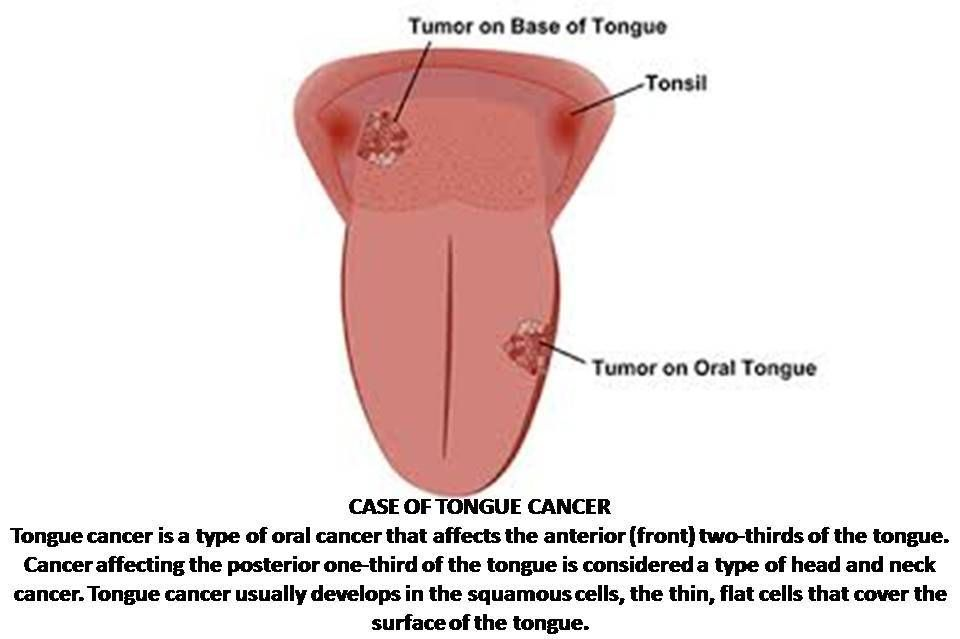 Tumor on Base of Tongue
Tonsil
Tumor on Oral Tongue
CASE OF TONGUE CANCER
Tongue cancer is a type of oral cancer that affects the anterior (front) two-thirds of the tongue.
Cancer affecting the posterior one-third of the tongue is considered a type of head and neck
cancer. Tongue cancer usually develops in the squamous cells, the thin, flat cells that cover the
surface of the tongue.